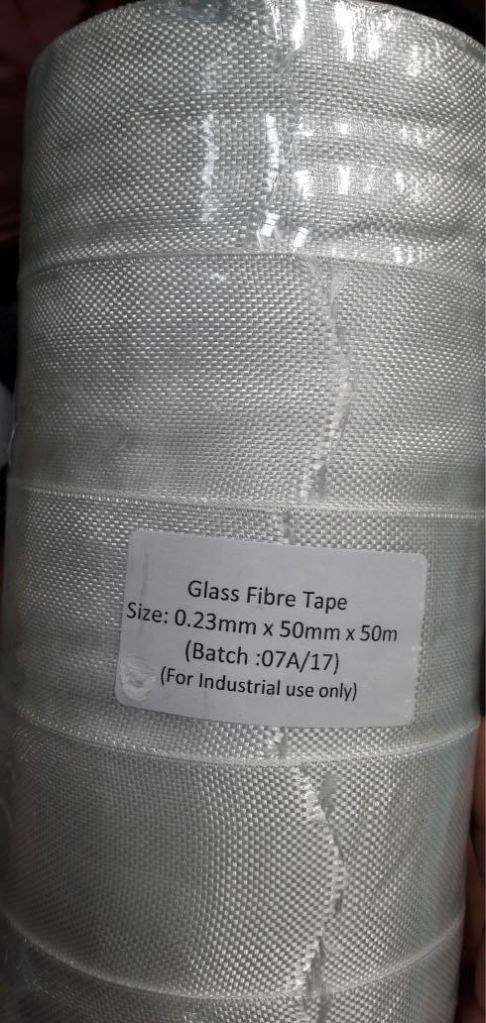 Glass Fibre Tape
Size: 0.23mm x 50mm x 50m
(Batch :07A/17)
(For Industrial use only)